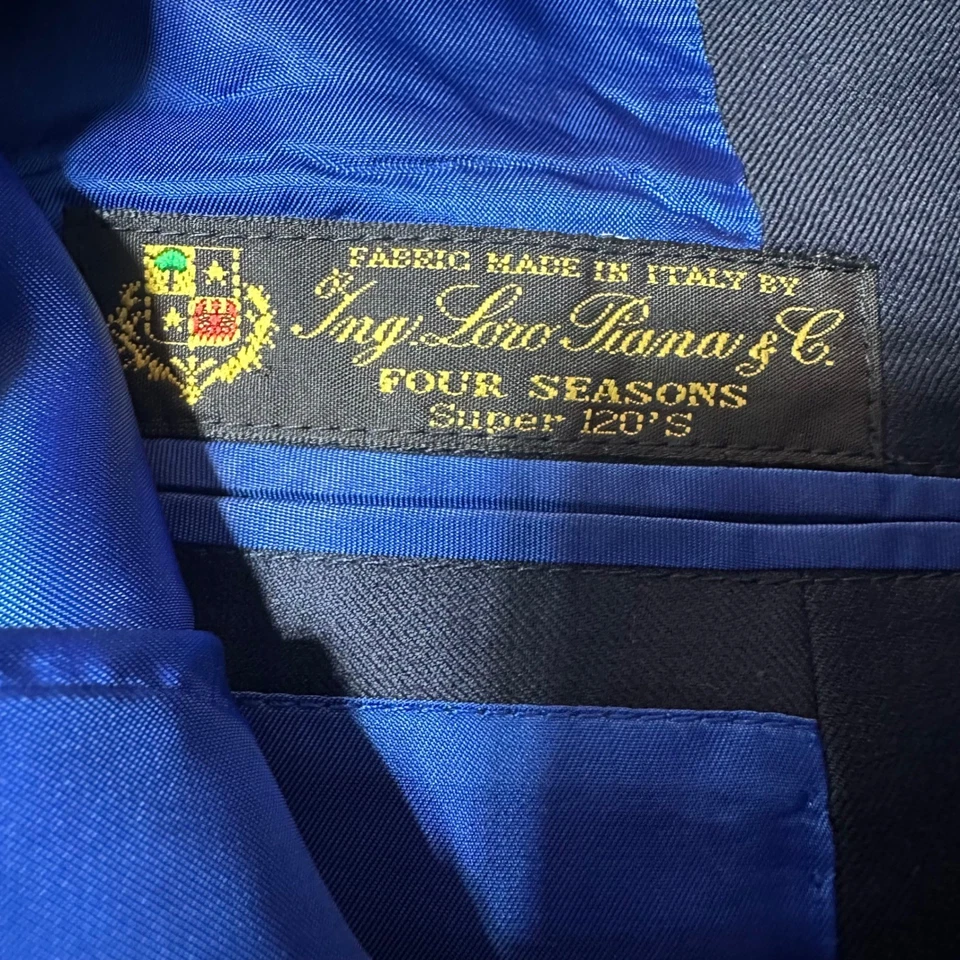 FABRIC MADE IN ITALY BY
Ing. Loro Piana & C.
FOUR SEASONS
Super 120'S